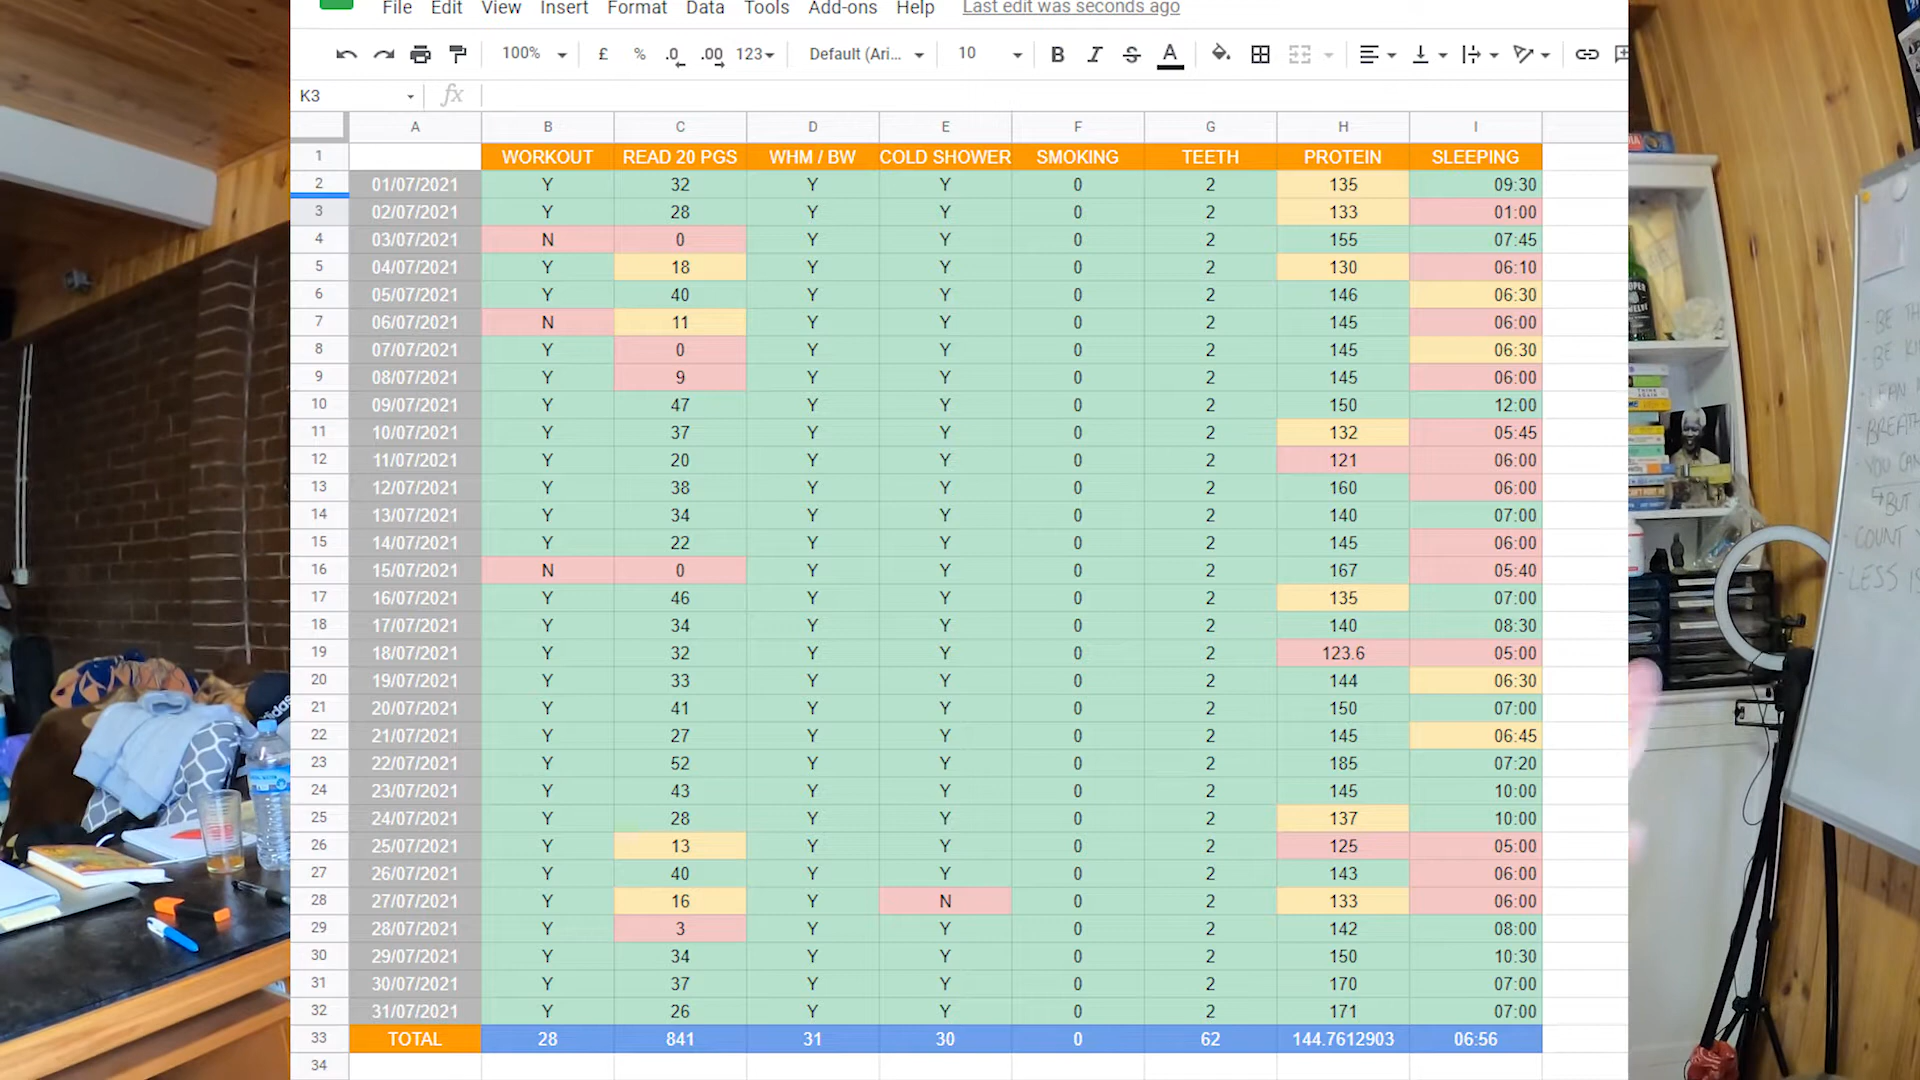 File Edit View Insert Format Data Tools Add-ons Help Last edit was seconds ago
100% £ % .0 .00 123 Default (Ari... 10 B I S A
K3 fx
A B C D E F G H I
1 WORKOUT READ 20 PGS WHM / BW COLD SHOWER SMOKING TEETH PROTEIN SLEEPING
2 01/07/2021 Y 32 Y Y 0 2 135 09:30
3 02/07/2021 Y 28 Y Y 0 2 133 01:00
4 03/07/2021 N 0 Y Y 0 2 155 07:45
5 04/07/2021 Y 18 Y Y 0 2 130 06:10
6 05/07/2021 Y 40 Y Y 0 2 146 06:30
7 06/07/2021 N 11 Y Y 0 2 145 06:00
8 07/07/2021 Y 0 Y Y 0 2 145 06:30
9 08/07/2021 Y 9 Y Y 0 2 145 06:00
10 09/07/2021 Y 47 Y Y 0 2 150 12:00
11 10/07/2021 Y 37 Y Y 0 2 132 05:45
12 11/07/2021 Y 20 Y Y 0 2 121 06:00
13 12/07/2021 Y 38 Y Y 0 2 160 06:00
14 13/07/2021 Y 34 Y Y 0 2 140 07:00
15 14/07/2021 Y 22 Y Y 0 2 145 06:00
16 15/07/2021 N 0 Y Y 0 2 167 05:40
17 16/07/2021 Y 46 Y Y 0 2 135 07:00
18 17/07/2021 Y 34 Y Y 0 2 140 08:30
19 18/07/2021 Y 32 Y Y 0 2 123.6 05:00
20 19/07/2021 Y 33 Y Y 0 2 144 06:30
21 20/07/2021 Y 41 Y Y 0 2 150 07:00
22 21/07/2021 Y 27 Y Y 0 2 145 06:45
23 22/07/2021 Y 52 Y Y 0 2 185 07:20
24 23/07/2021 Y 43 Y Y 0 2 145 10:00
25 24/07/2021 Y 28 Y Y 0 2 137 10:00
26 25/07/2021 Y 13 Y Y 0 2 125 05:00
27 26/07/2021 Y 40 Y Y 0 2 143 06:00
28 27/07/2021 Y 16 Y N 0 2 133 06:00
29 28/07/2021 Y 3 Y Y 0 2 142 08:00
30 29/07/2021 Y 34 Y Y 0 2 150 10:30
31 30/07/2021 Y 37 Y Y 0 2 170 07:00
32 31/07/2021 Y 26 Y Y 0 2 171 07:00
33 TOTAL 28 841 31 30 0 62 144.7612903 06:56
34
- BE TH
- BE KI
- LEAN
- BREATH
- YOU CAN
BUT
- COUNT
- LESS IS